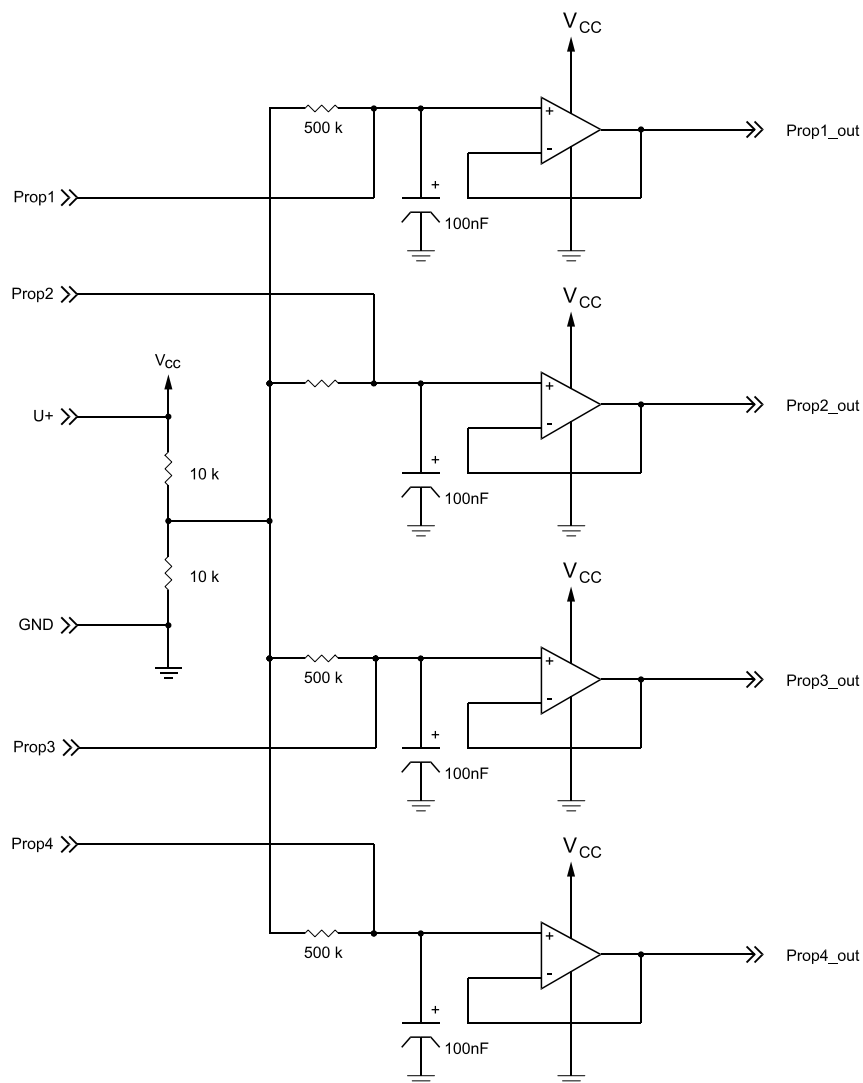 VCC
+
500 k
Prop1_out
-
+
Prop1
100nF
Prop2
VCC
VCC
+
Prop2_out
U+
-
+
10 k
100nF
VCC
10 k
GND
+
500 k
Prop3_out
-
+
Prop3
100nF
Prop4
VCC
+
500 k
Prop4_out
-
+
100nF